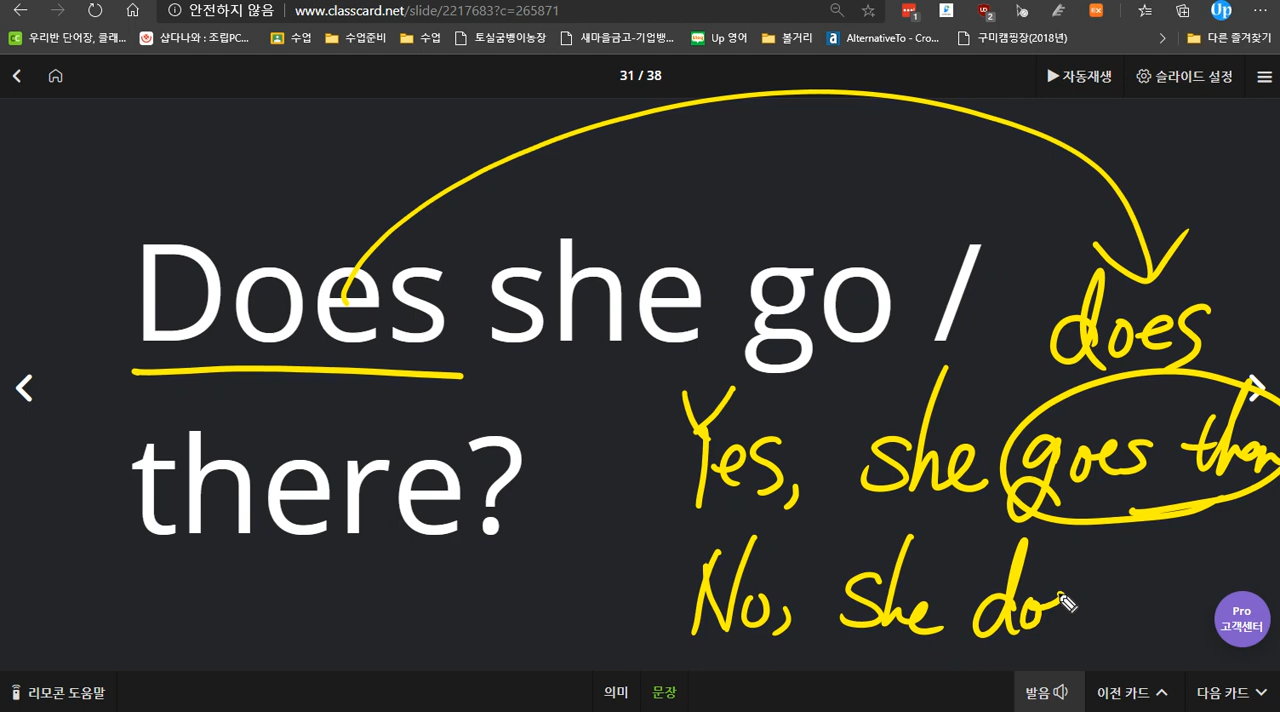 안전하지 않음 www.classcard.net/slide/2217683?c=265871
우리반 단어장, 클래... 샵다나와 : 조립PC... 수업 수업준비 수업 토실굼벵이농장 새마을금고-기업뱅... Up 영어 볼거리 AlternativeTo - Cro... 구미캠핑장(2018년) 다른 즐겨찾기
31 / 38 자동재생 슬라이드 설정
Does she go /
does
there?
Yes, she goes there
No, she do
Pro
고객센터
리모콘 도움말 의미 문장 발음 이전 카드 다음 카드